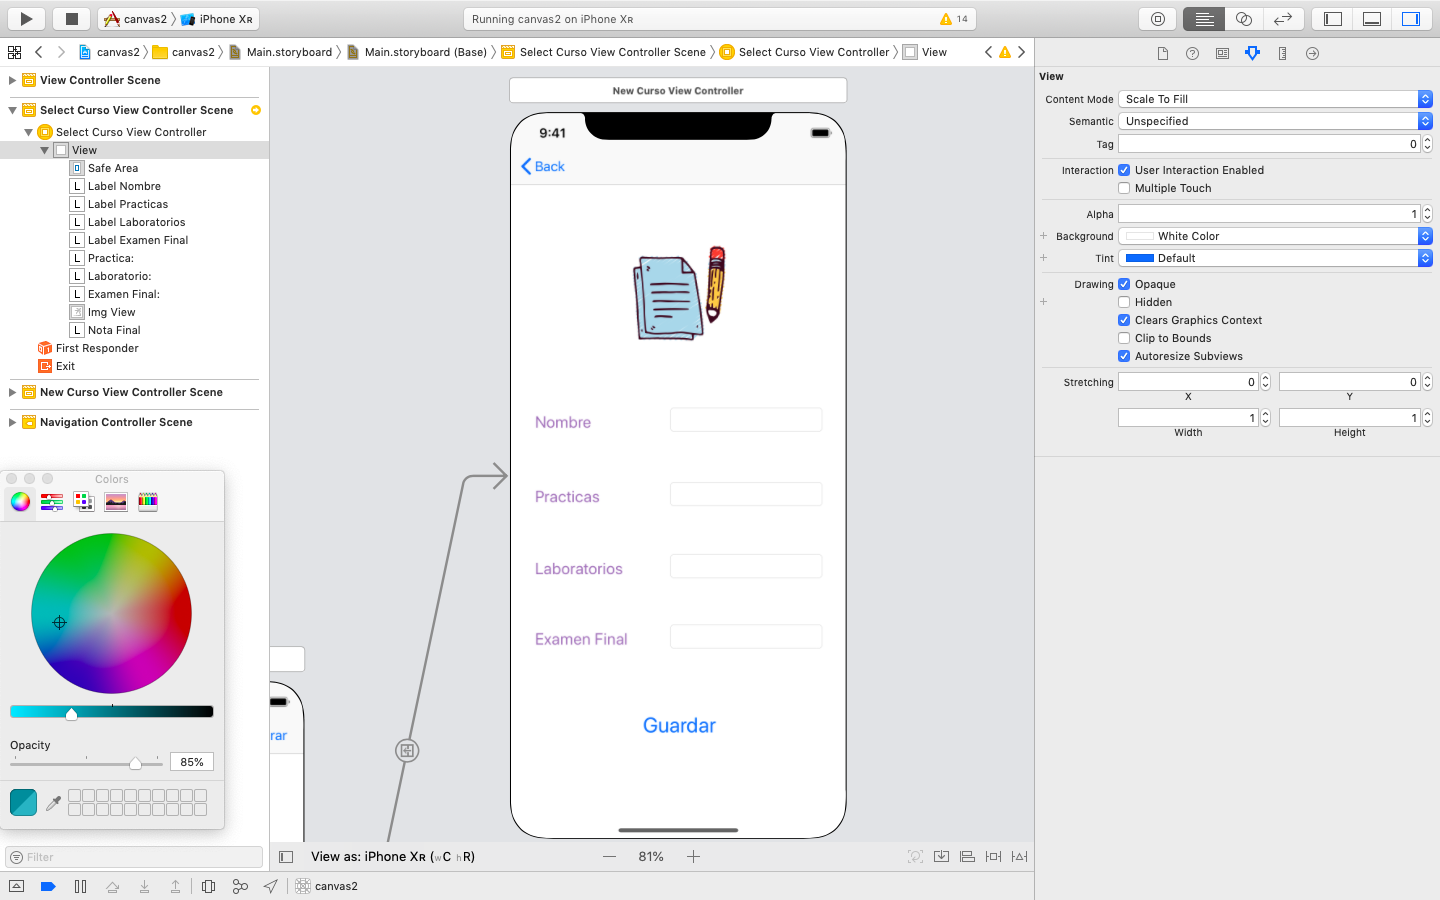 canvas2 iPhone XR
Running canvas2 on iPhone XR
14
canvas2 canvas2 Main.storyboard Main.storyboard (Base) Select Curso View Controller Scene Select Curso View Controller View
View Controller Scene
Select Curso View Controller Scene
Select Curso View Controller
View
Safe Area
L Label Nombre
L Label Practicas
L Label Laboratorios
L Label Examen Final
L Practica:
L Laboratorio:
L Examen Final:
Img View
L Nota Final
First Responder
Exit
New Curso View Controller Scene
Navigation Controller Scene
Colors
Opacity
85%
Filter
New Curso View Controller
9:41
Back
Nombre
Practicas
Laboratorios
Examen Final
Guardar
rar
View as: iPhone XR (wC hR)
81%
canvas2
View
Content Mode Scale To Fill
Semantic Unspecified
Tag 0
Interaction User Interaction Enabled
Multiple Touch
Alpha 1
Background White Color
Tint Default
Drawing Opaque
Hidden
Clears Graphics Context
Clip to Bounds
Autoresize Subviews
Stretching 0 0
X Y
1 1
Width Height